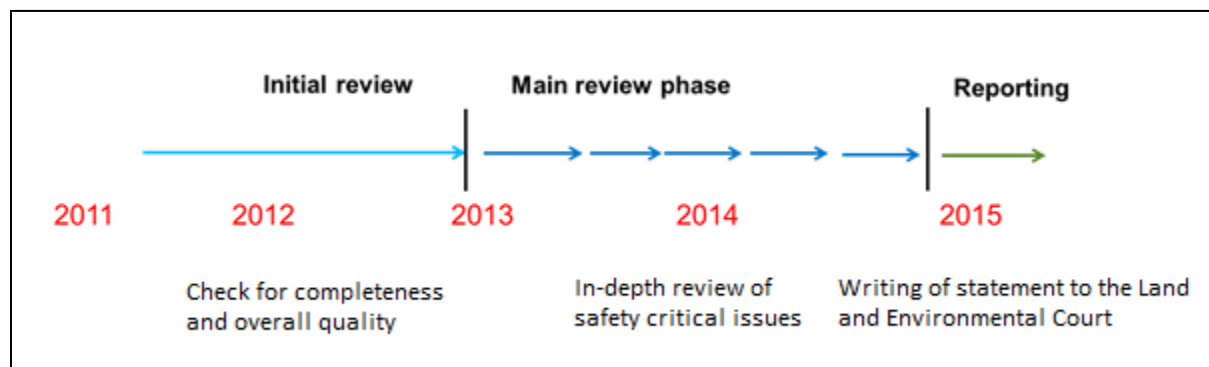 Initial review Main review phase Reporting
2011 2012 2013 2014 2015
Check for completeness
and overall quality
In-depth review of
safety critical issues
Writing of statement to the Land
and Environmental Court